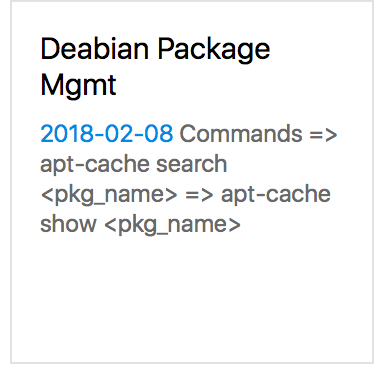 Deabian Package
Mgmt
2018-02-08 Commands =>
apt-cache search
<pkg_name> => apt-cache
show <pkg_name>